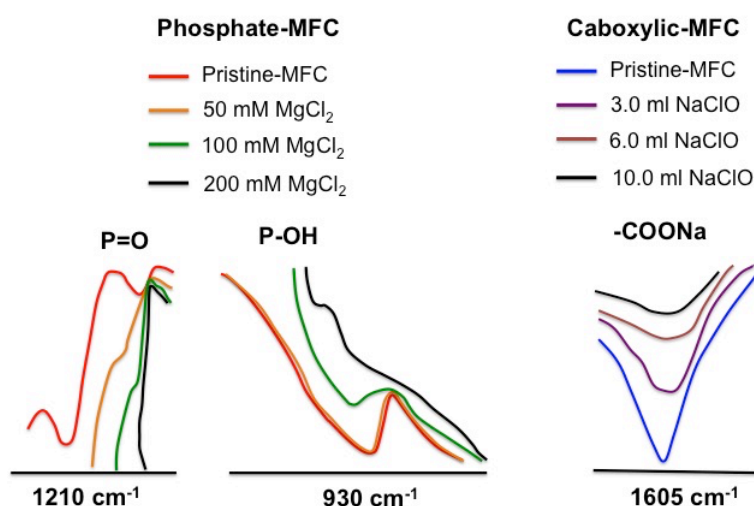 Phosphate-MFC
Pristine-MFC
50 mM MgCl₂
100 mM MgCl₂
200 mM MgCl₂
Caboxylic-MFC
Pristine-MFC
3.0 ml NaClO
6.0 ml NaClO
10.0 ml NaClO
P=O
P-OH
-COONa
1210 cm⁻¹
930 cm⁻¹
1605 cm⁻¹